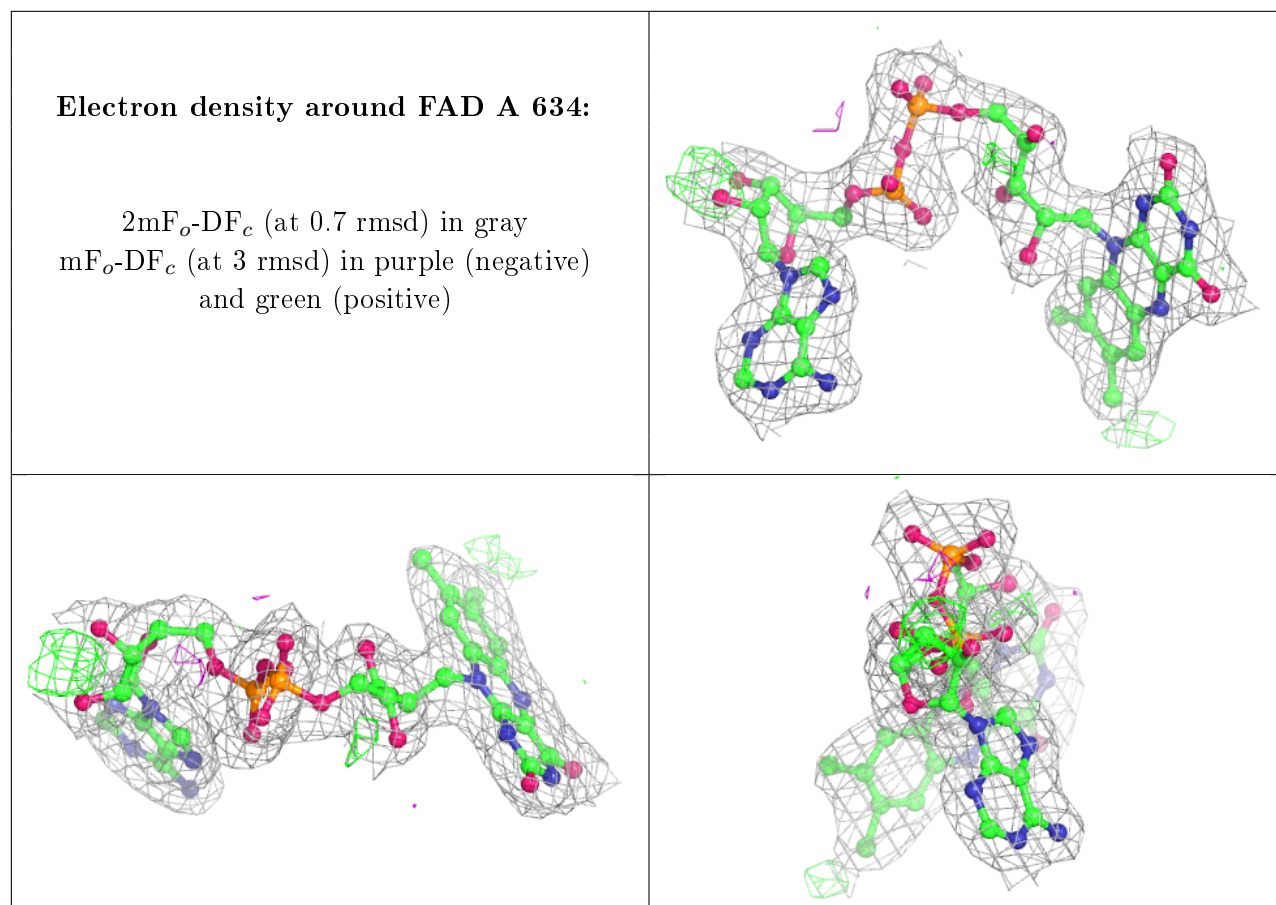 Electron density around FAD A 634:
2mFₒ-DF𝒸 (at 0.7 rmsd) in gray
mFₒ-DF𝒸 (at 3 rmsd) in purple (negative)
and green (positive)